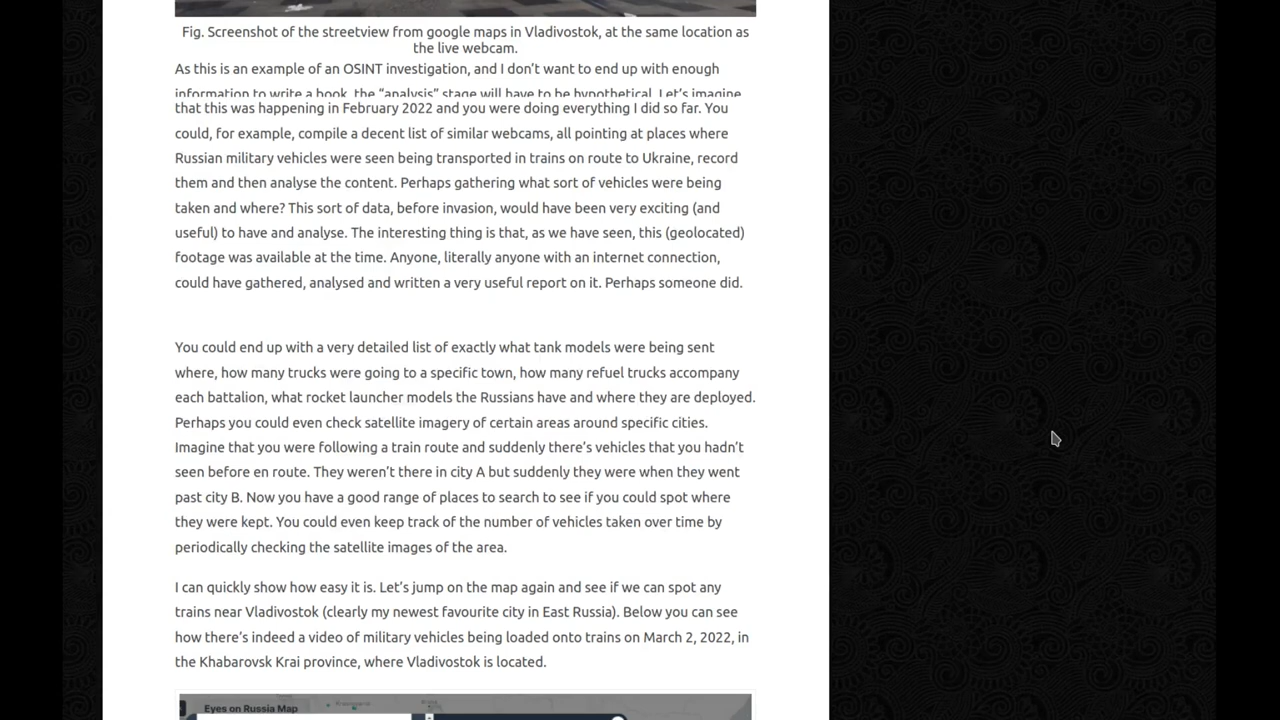 Fig. Screenshot of the streetview from google maps in Vladivostok, at the same location as
the live webcam.
As this is an example of an OSINT investigation, and I don’t want to end up with enough
information to write a book, the “analysis” stage will have to be hypothetical. Let’s imagine
that this was happening in February 2022 and you were doing everything I did so far. You
could, for example, compile a decent list of similar webcams, all pointing at places where
Russian military vehicles were seen being transported in trains on route to Ukraine, record
them and then analyse the content. Perhaps gathering what sort of vehicles were being
taken and where? This sort of data, before invasion, would have been very exciting (and
useful) to have and analyse. The interesting thing is that, as we have seen, this (geolocated)
footage was available at the time. Anyone, literally anyone with an internet connection,
could have gathered, analysed and written a very useful report on it. Perhaps someone did.
You could end up with a very detailed list of exactly what tank models were being sent
where, how many trucks were going to a specific town, how many refuel trucks accompany
each battalion, what rocket launcher models the Russians have and where they are deployed.
Perhaps you could even check satellite imagery of certain areas around specific cities.
Imagine that you were following a train route and suddenly there’s vehicles that you hadn’t
seen before en route. They weren’t there in city A but suddenly they were when they went
past city B. Now you have a good range of places to search to see if you could spot where
they were kept. You could even keep track of the number of vehicles taken over time by
periodically checking the satellite images of the area.
I can quickly show how easy it is. Let’s jump on the map again and see if we can spot any
trains near Vladivostok (clearly my newest favourite city in East Russia). Below you can see
how there’s indeed a video of military vehicles being loaded onto trains on March 2, 2022, in
the Khabarovsk Krai province, where Vladivostok is located.
Eyes on Russia Map